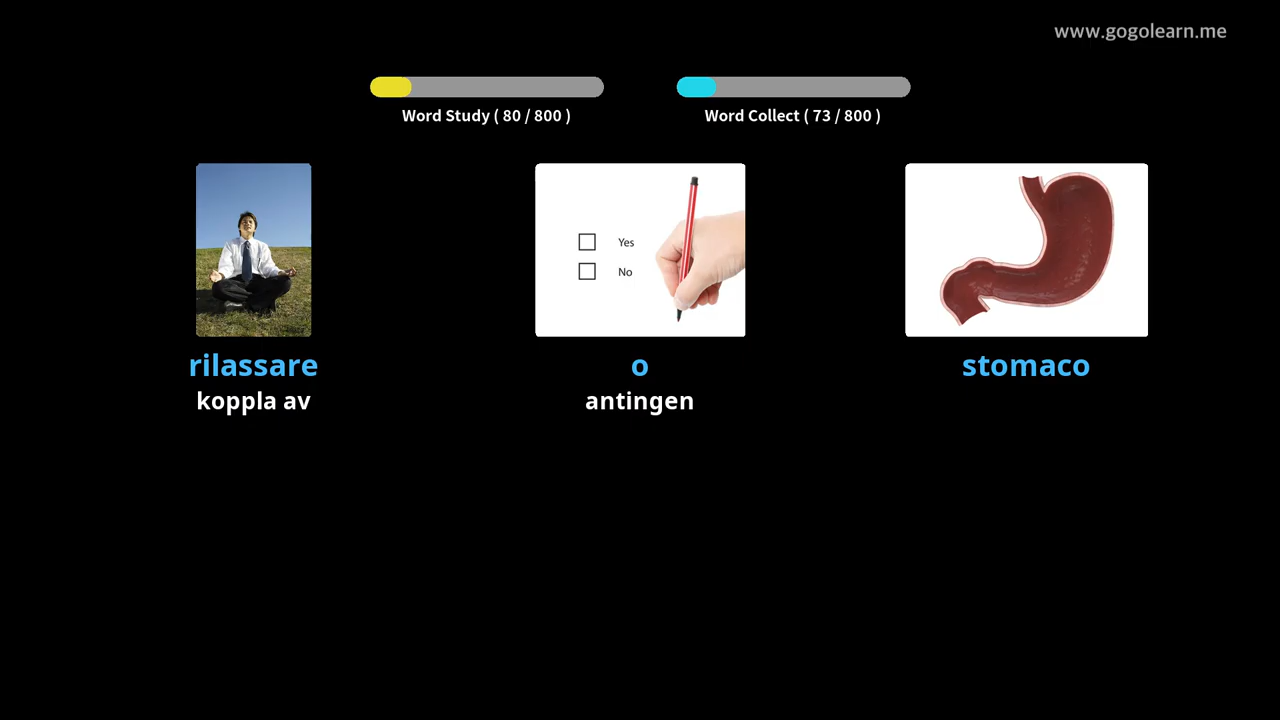 www.gogolearn.me
Word Study ( 80 / 800 )
Word Collect ( 73 / 800 )
Yes
No
rilassare
o
stomaco
koppla av
antingen